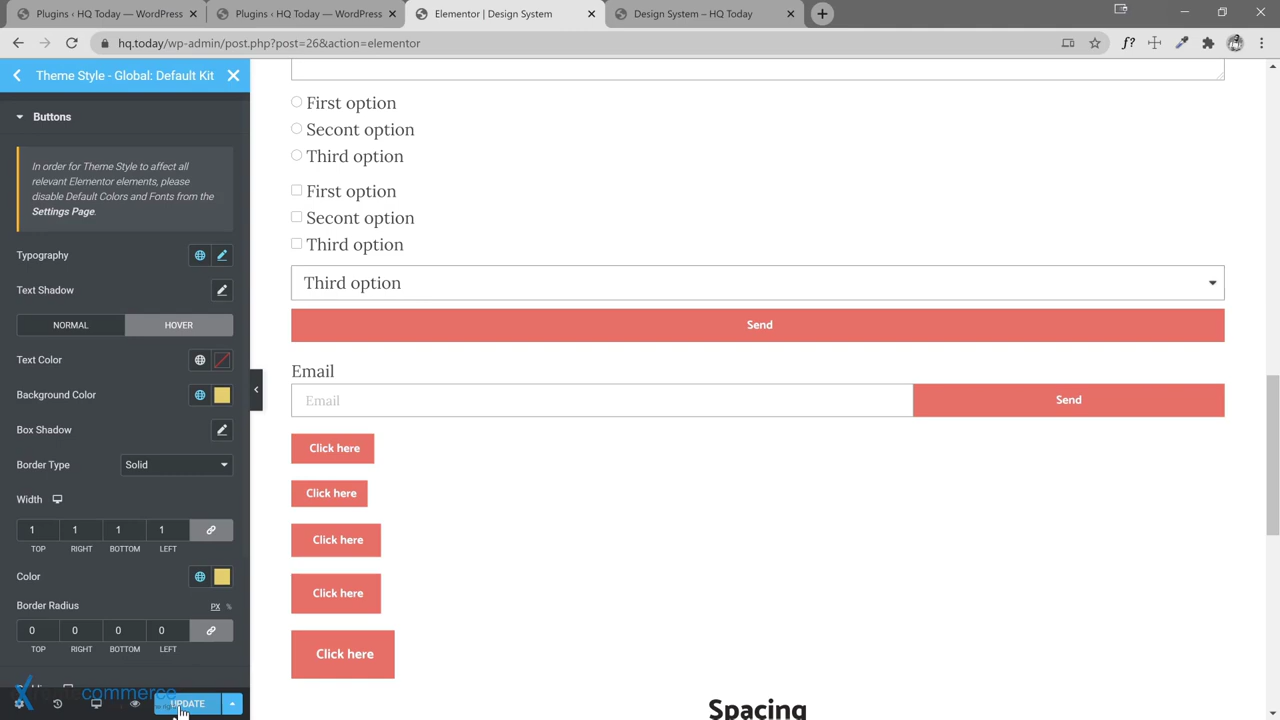 Plugins ‹ HQ Today — WordPress
Plugins ‹ HQ Today — WordPress
Elementor | Design System
Design System – HQ Today
hq.today/wp-admin/post.php?post=26&action=elementor
Theme Style - Global: Default Kit
Buttons
In order for Theme Style to affect all
relevant Elementor elements, please
disable Default Colors and Fonts from the
Settings Page.
Typography
Text Shadow
NORMAL
HOVER
Text Color
Background Color
Box Shadow
Border Type
Solid
Width
1 1 1 1
TOP RIGHT BOTTOM LEFT
Color
Border Radius
PX %
0 0 0 0
TOP RIGHT BOTTOM LEFT
commerce
UPDATE
First option
Secont option
Third option
First option
Secont option
Third option
Third option
Send
Email
Email
Send
Click here
Click here
Click here
Click here
Click here
Spacing